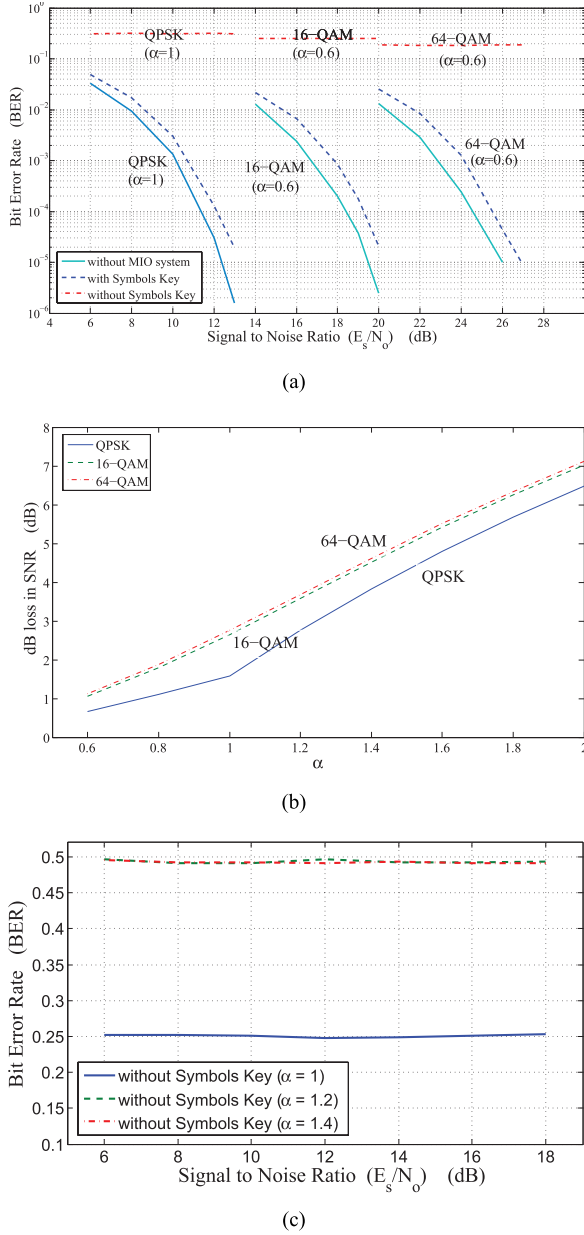 10^0
10^-1
10^-2
10^-3
10^-4
10^-5
10^-6
Bit Error Rate (BER)
QPSK
(α=1)
16−QAM
(α=0.6)
64−QAM
(α=0.6)
QPSK
(α=1)
16−QAM
(α=0.6)
64−QAM
(α=0.6)
without MIO system
with Symbols Key
without Symbols Key
4 6 8 10 12 14 16 18 20 22 24 26 28
Signal to Noise Ratio (E_s/N_o) (dB)
(a)
8
7
6
5
4
3
2
1
0
dB loss in SNR (dB)
QPSK
16−QAM
64−QAM
64−QAM
QPSK
16−QAM
0.6 0.8 1 1.2 1.4 1.6 1.8 2
α
(b)
0.5
0.45
0.4
0.35
0.3
0.25
0.2
0.15
0.1
Bit Error Rate (BER)
without Symbols Key (α = 1)
without Symbols Key (α = 1.2)
without Symbols Key (α = 1.4)
6 8 10 12 14 16 18
Signal to Noise Ratio (E_s/N_o) (dB)
(c)